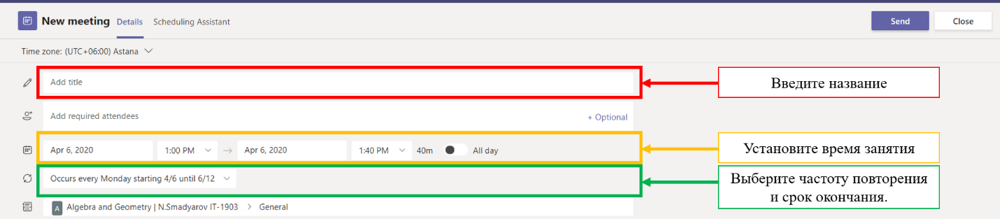 New meeting Details Scheduling Assistant Send Close
Time zone: (UTC+06:00) Astana
Add title
Введите название
Add required attendees + Optional
Apr 6, 2020 1:00 PM → Apr 6, 2020 1:40 PM 40m All day
Установите время занятия
Occurs every Monday starting 4/6 until 6/12
Выберите частоту повторения
и срок окончания.
A Algebra and Geometry | N.Smadyarov IT-1903 > General